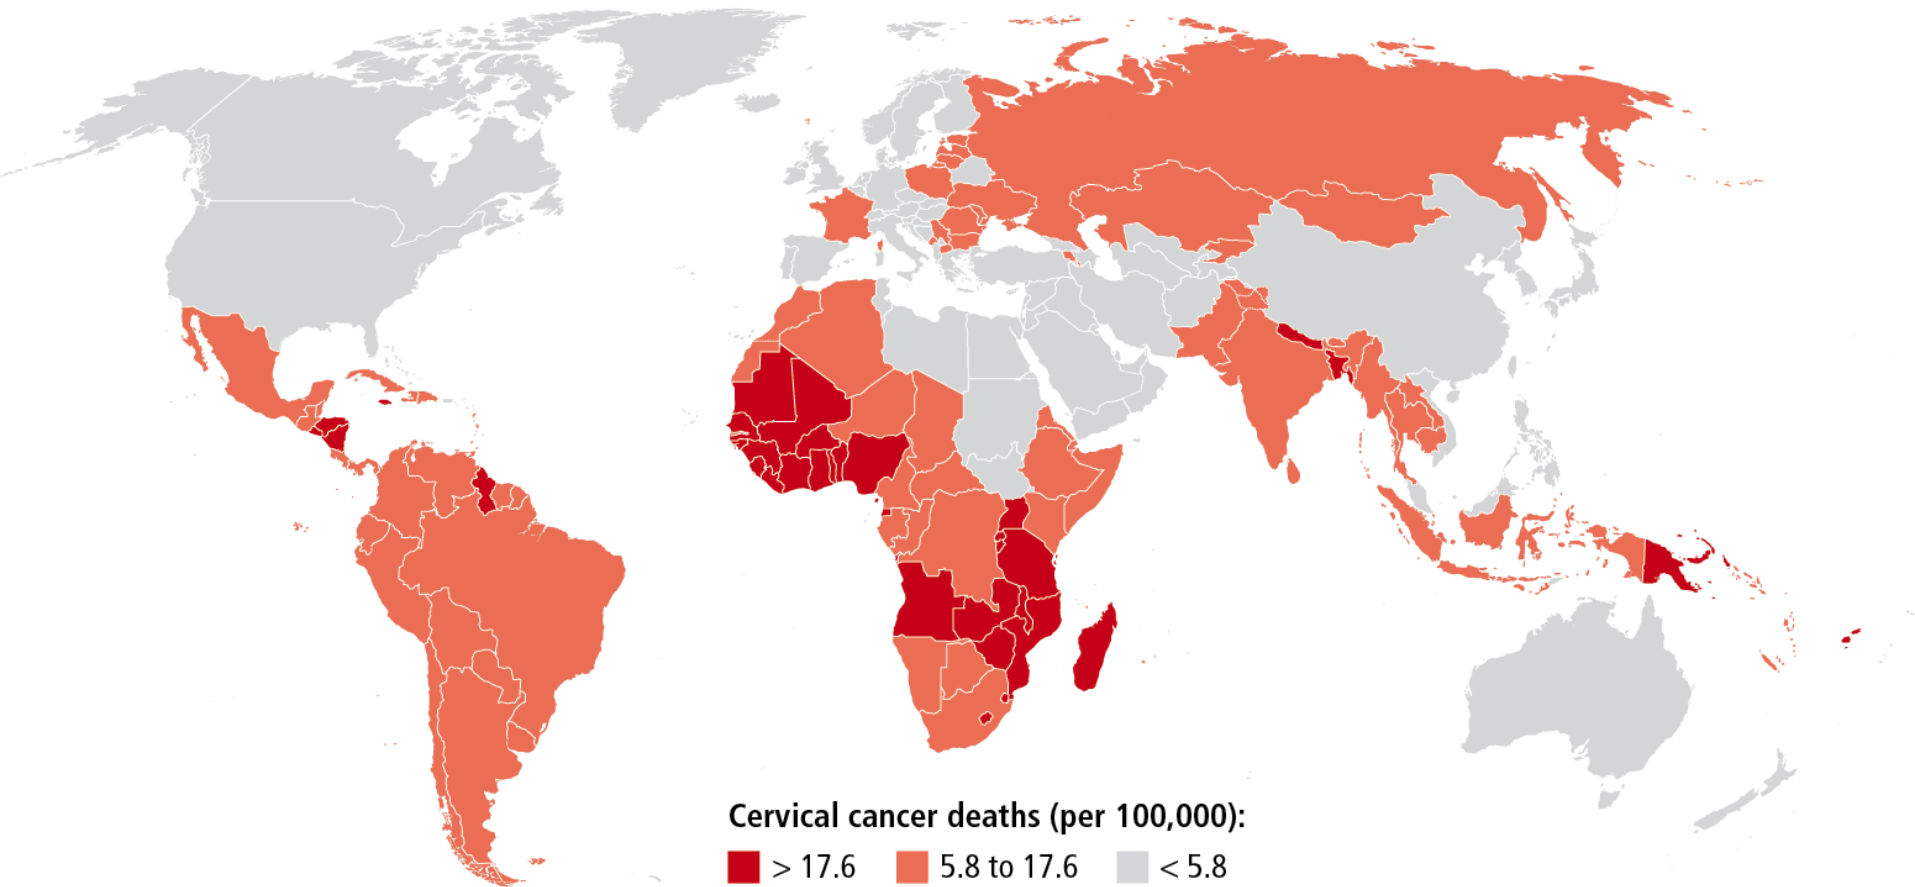 Cervical cancer deaths (per 100,000):
> 17.6 5.8 to 17.6 < 5.8